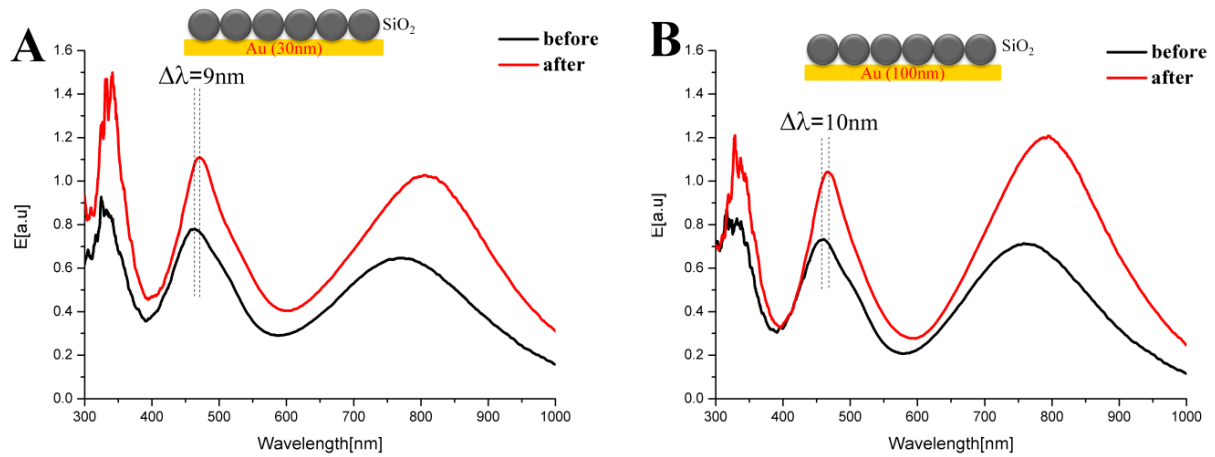 A
SiO2
Au (30nm)
before
after
Δλ=9nm
E[a.u]
1.6
1.4
1.2
1.0
0.8
0.6
0.4
0.2
0.0
300 400 500 600 700 800 900 1000
Wavelength[nm]
B
SiO2
Au (100nm)
before
after
Δλ=10nm
E[a.u]
1.6
1.4
1.2
1.0
0.8
0.6
0.4
0.2
0.0
300 400 500 600 700 800 900 1000
Wavelength[nm]